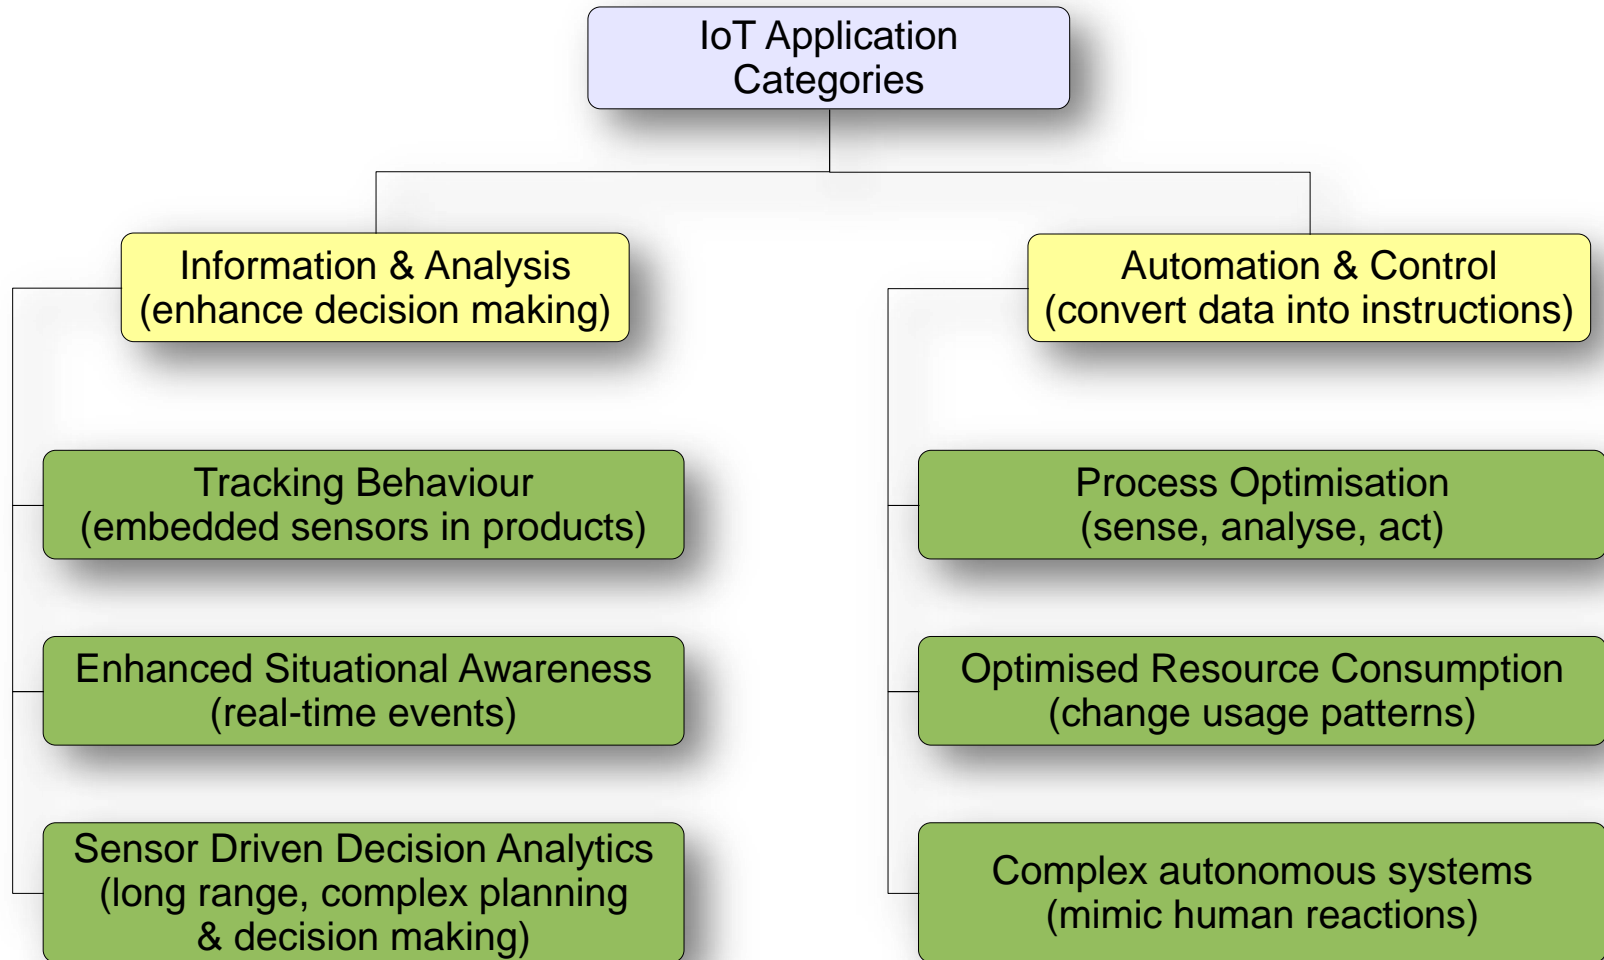 IoT Application
Categories
Information & Analysis
(enhance decision making)
Automation & Control
(convert data into instructions)
Tracking Behaviour
(embedded sensors in products)
Process Optimisation
(sense, analyse, act)
Enhanced Situational Awareness
(real-time events)
Optimised Resource Consumption
(change usage patterns)
Sensor Driven Decision Analytics
(long range, complex planning
& decision making)
Complex autonomous systems
(mimic human reactions)